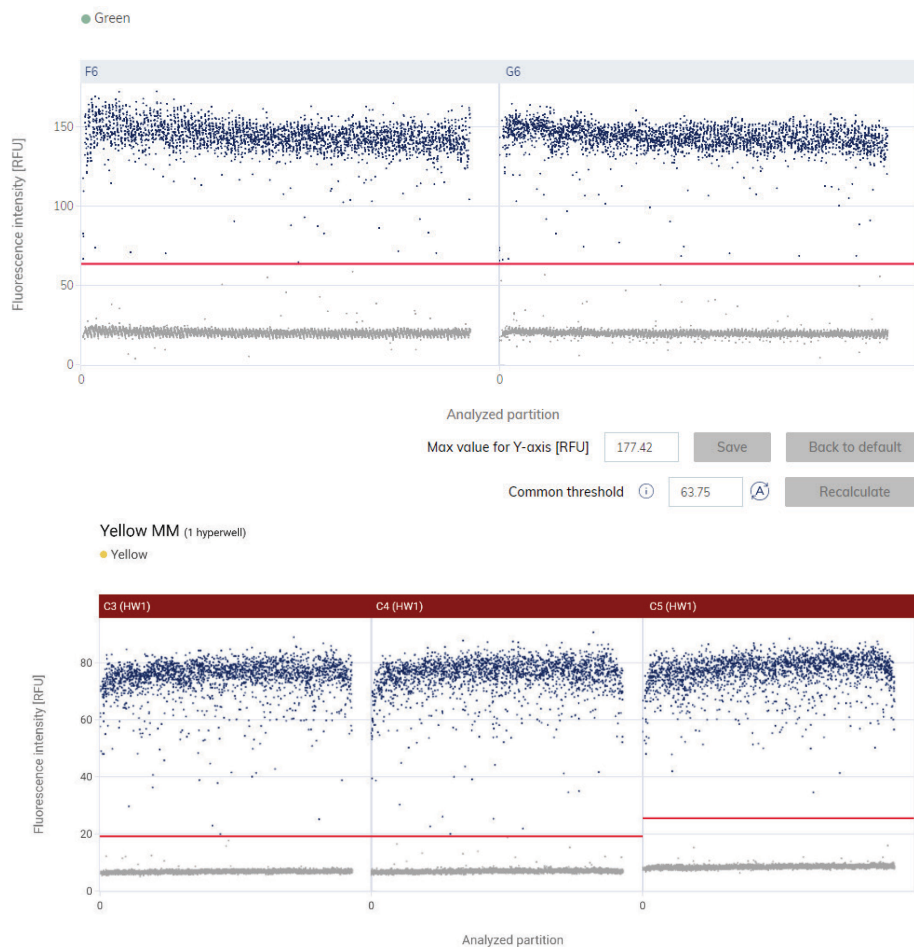 Green
F6 G6
Fluorescence intensity [RFU]
150
100
50
0
0 0
Analyzed partition
Max value for Y-axis [RFU] 177.42 Save Back to default
Common threshold i 63.75 A Recalculate
Yellow MM (1 hyperwell)
Yellow
C3 (HW1) C4 (HW1) C5 (HW1)
Fluorescence intensity [RFU]
80
60
40
20
0
0 0 0
Analyzed partition